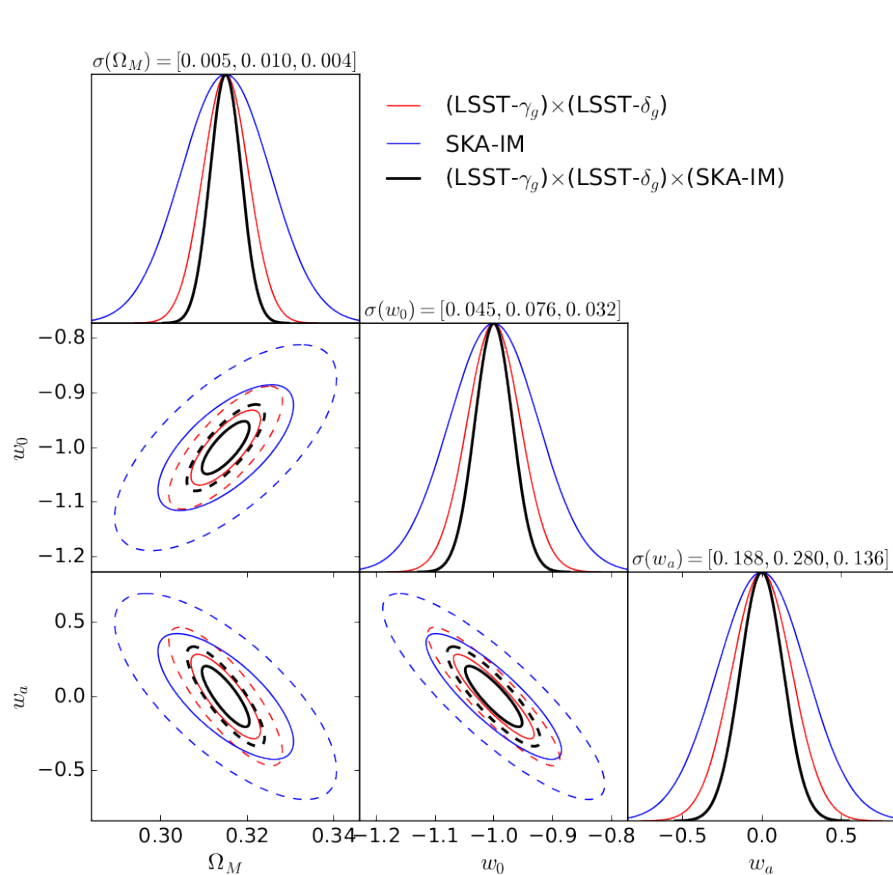 σ(Ω_M) = [0.005, 0.010, 0.004]
(LSST-γ_g)×(LSST-δ_g)
SKA-IM
(LSST-γ_g)×(LSST-δ_g)×(SKA-IM)
σ(w_0) = [0.045, 0.076, 0.032]
−0.8
−0.9
−1.0
−1.1
−1.2
w_0
σ(w_a) = [0.188, 0.280, 0.136]
0.5
0.0
−0.5
w_a
0.30 0.32 0.34 −1.2 −1.1 −1.0 −0.9 −0.8 −0.5 0.0 0.5
Ω_M w_0 w_a